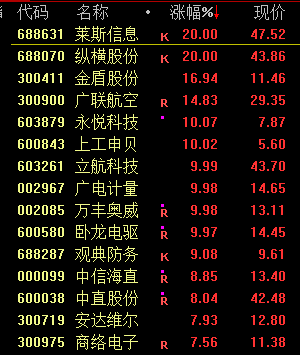 代码 名称 • 涨幅%↓ 现价
688631 莱斯信息 K 20.00 47.52
688070 纵横股份 K 20.00 43.86
300411 金盾股份 16.94 11.46
300900 广联航空 R 14.83 29.35
603879 永悦科技 10.07 7.87
600843 上工申贝 10.02 5.60
603261 立航科技 9.99 43.70
002967 广电计量 9.98 14.65
002085 万丰奥威 R 9.98 13.11
600580 卧龙电驱 R 9.97 14.45
688287 观典防务 K 9.08 9.61
000099 中信海直 R 8.85 13.40
600038 中直股份 R 8.04 42.48
300719 安达维尔 7.93 12.80
300975 商络电子 R 7.56 11.38